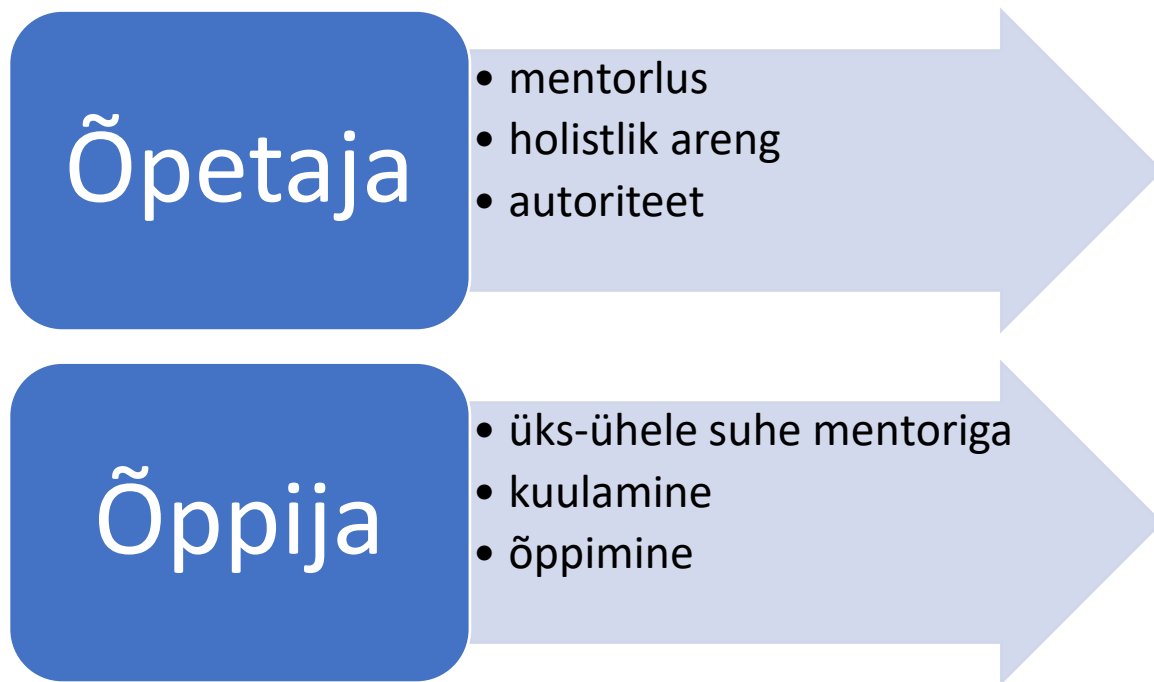 Õpetaja
• mentorlus
• holistlik areng
• autoriteet
Õppija
• üks-ühele suhe mentoriga
• kuulamine
• õppimine